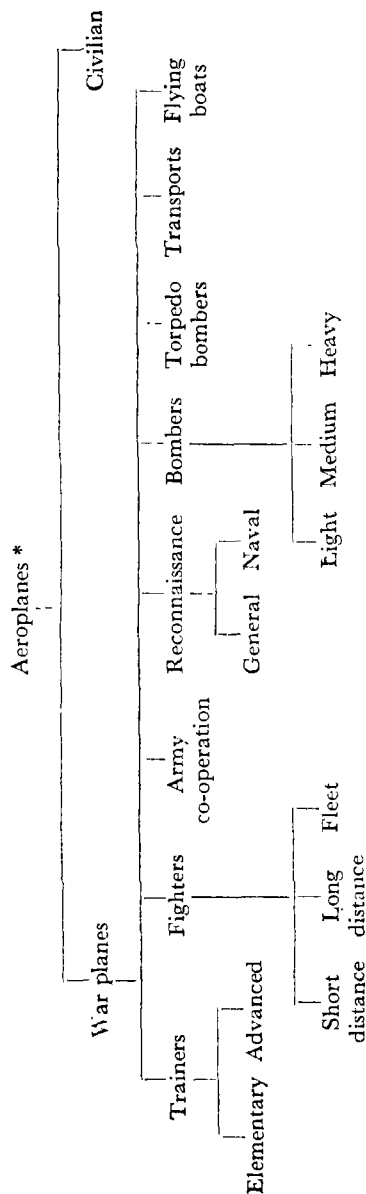 Aeroplanes *
War planes Civilian
Trainers Fighters Army Reconnaissance Bombers Torpedo Transports Flying
co-operation bombers boats
Elementary Advanced General Naval
Short Long Fleet Light Medium Heavy
distance distance